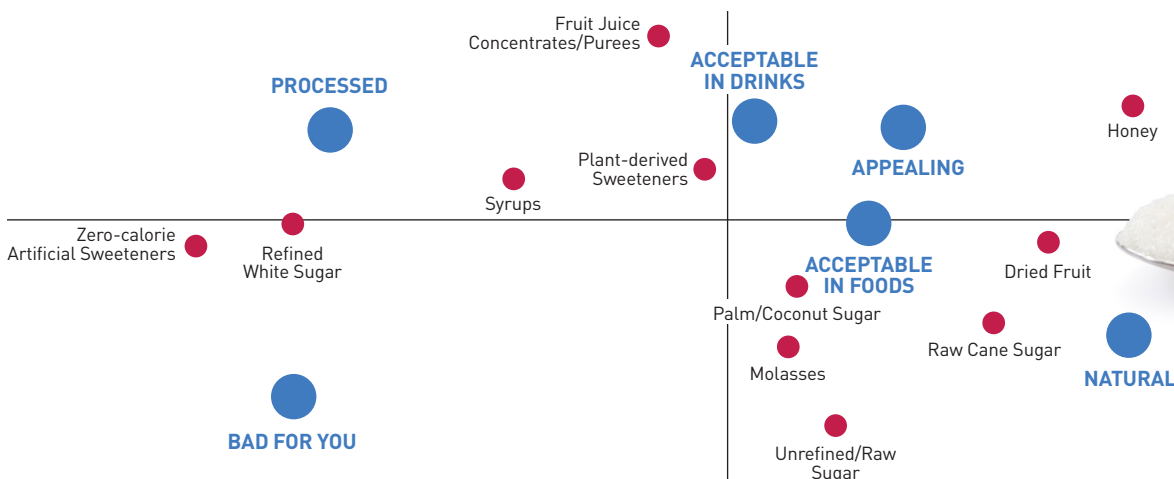 Fruit Juice
Concentrates/Purees
ACCEPTABLE
IN DRINKS
PROCESSED
Honey
Plant-derived
Sweeteners
APPEALING
Syrups
Zero-calorie
Artificial Sweeteners
Refined
White Sugar
ACCEPTABLE
IN FOODS
Dried Fruit
Palm/Coconut Sugar
Raw Cane Sugar
Molasses
NATURAL
BAD FOR YOU
Unrefined/Raw
Sugar